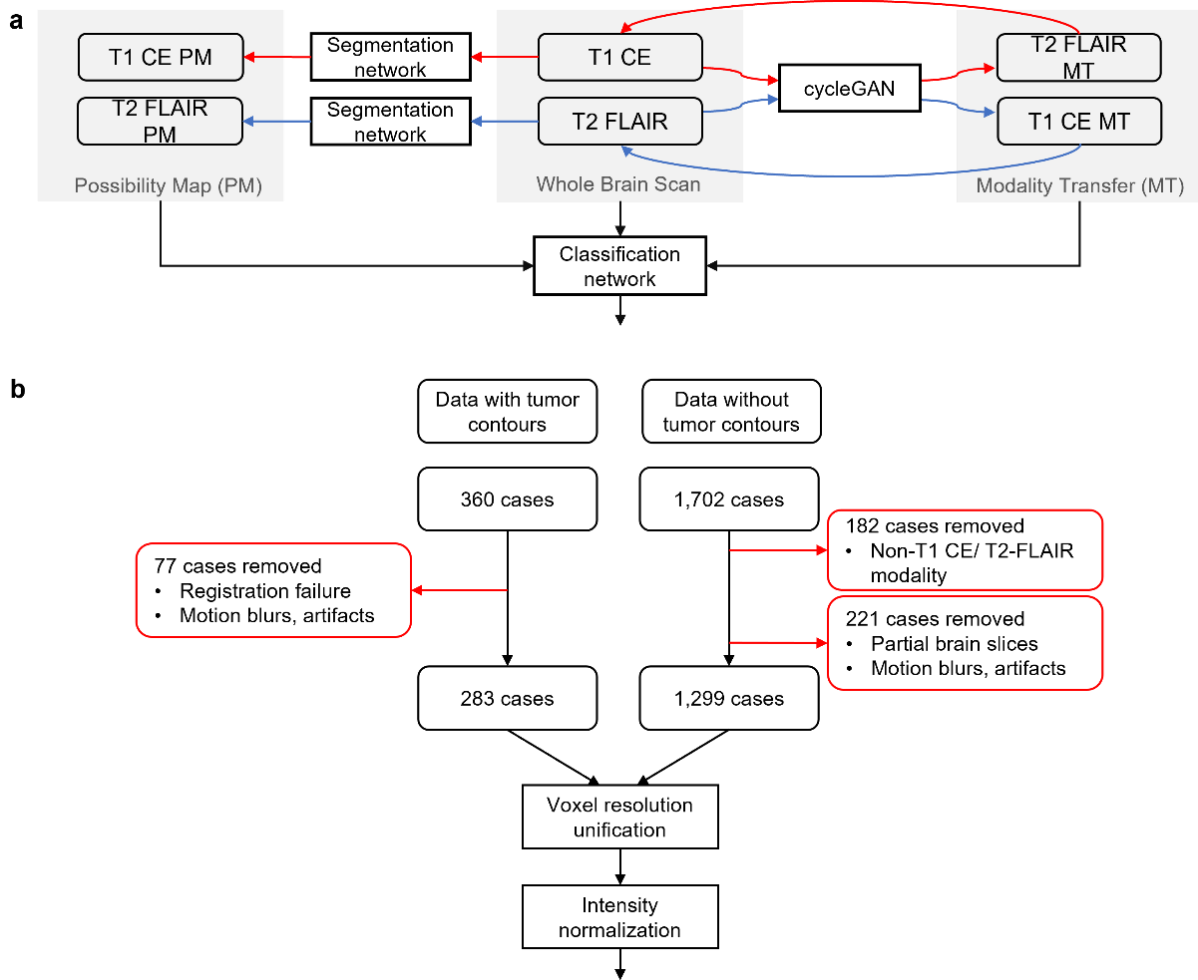 a
T1 CE PM
Segmentation
network
T1 CE
cycleGAN
T2 FLAIR
MT
T2 FLAIR
PM
Segmentation
network
T2 FLAIR
T1 CE MT
Possibility Map (PM)
Whole Brain Scan
Modality Transfer (MT)
Classification
network
b
Data with tumor
contours
Data without
tumor contours
360 cases
1,702 cases
182 cases removed
• Non-T1 CE/ T2-FLAIR
modality
77 cases removed
• Registration failure
• Motion blurs, artifacts
221 cases removed
• Partial brain slices
• Motion blurs, artifacts
283 cases
1,299 cases
Voxel resolution
unification
Intensity
normalization